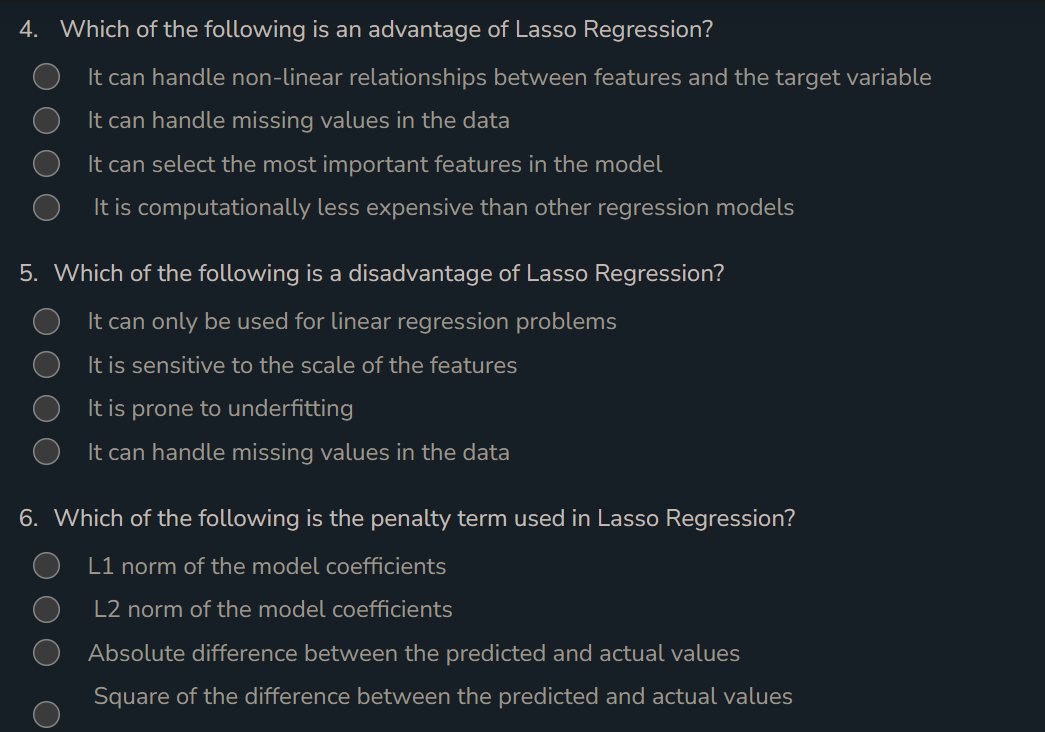 4. Which of the following is an advantage of Lasso Regression?
It can handle non-linear relationships between features and the target variable
It can handle missing values in the data
It can select the most important features in the model
It is computationally less expensive than other regression models
5. Which of the following is a disadvantage of Lasso Regression?
It can only be used for linear regression problems
It is sensitive to the scale of the features
It is prone to underfitting
It can handle missing values in the data
6. Which of the following is the penalty term used in Lasso Regression?
L1 norm of the model coefficients
L2 norm of the model coefficients
Absolute difference between the predicted and actual values
Square of the difference between the predicted and actual values